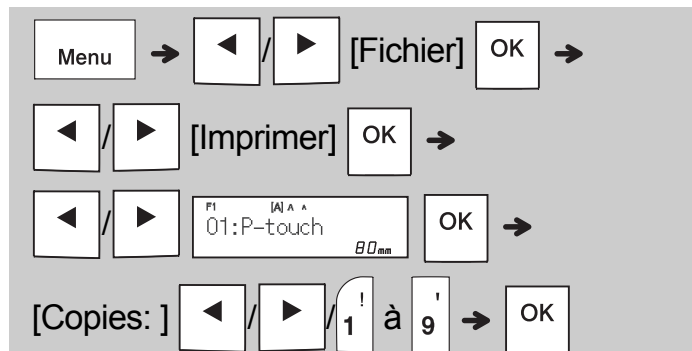 Menu → ◄/► [Fichier] OK →
◄/► [Imprimer] OK →
◄/► F1 [A] ʌ ʌ 01:P-touch 80mm OK →
[Copies: ] ◄/►/1 ! à 9 ' → OK